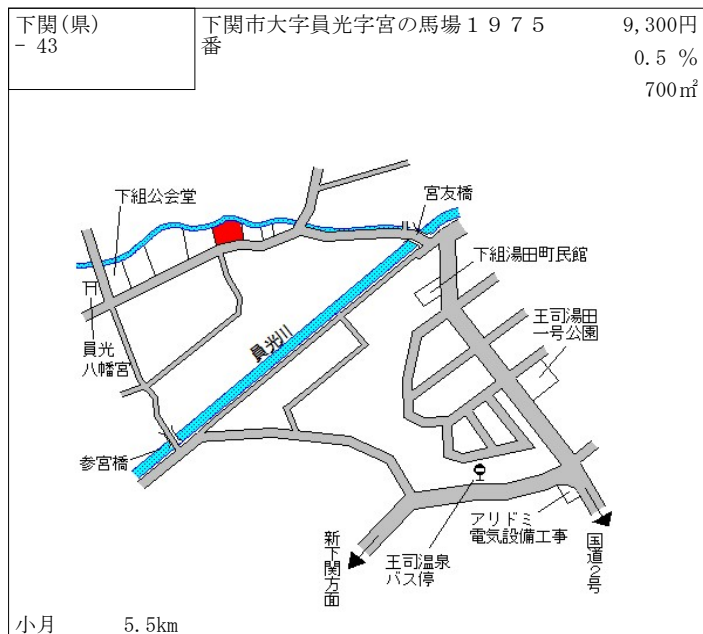 下関(県)
- 43
下関市大字員光字宮の馬場１９７５
番
9,300円
0.5 %
700㎡
下組公会堂
宮友橋
下組湯田町民館
王司湯田
一号公園
員光
八幡宮
員光川
参宮橋
新下関方面
王司温泉
バス停
アリドミ
電気設備工事
国道２号
小月 5.5km